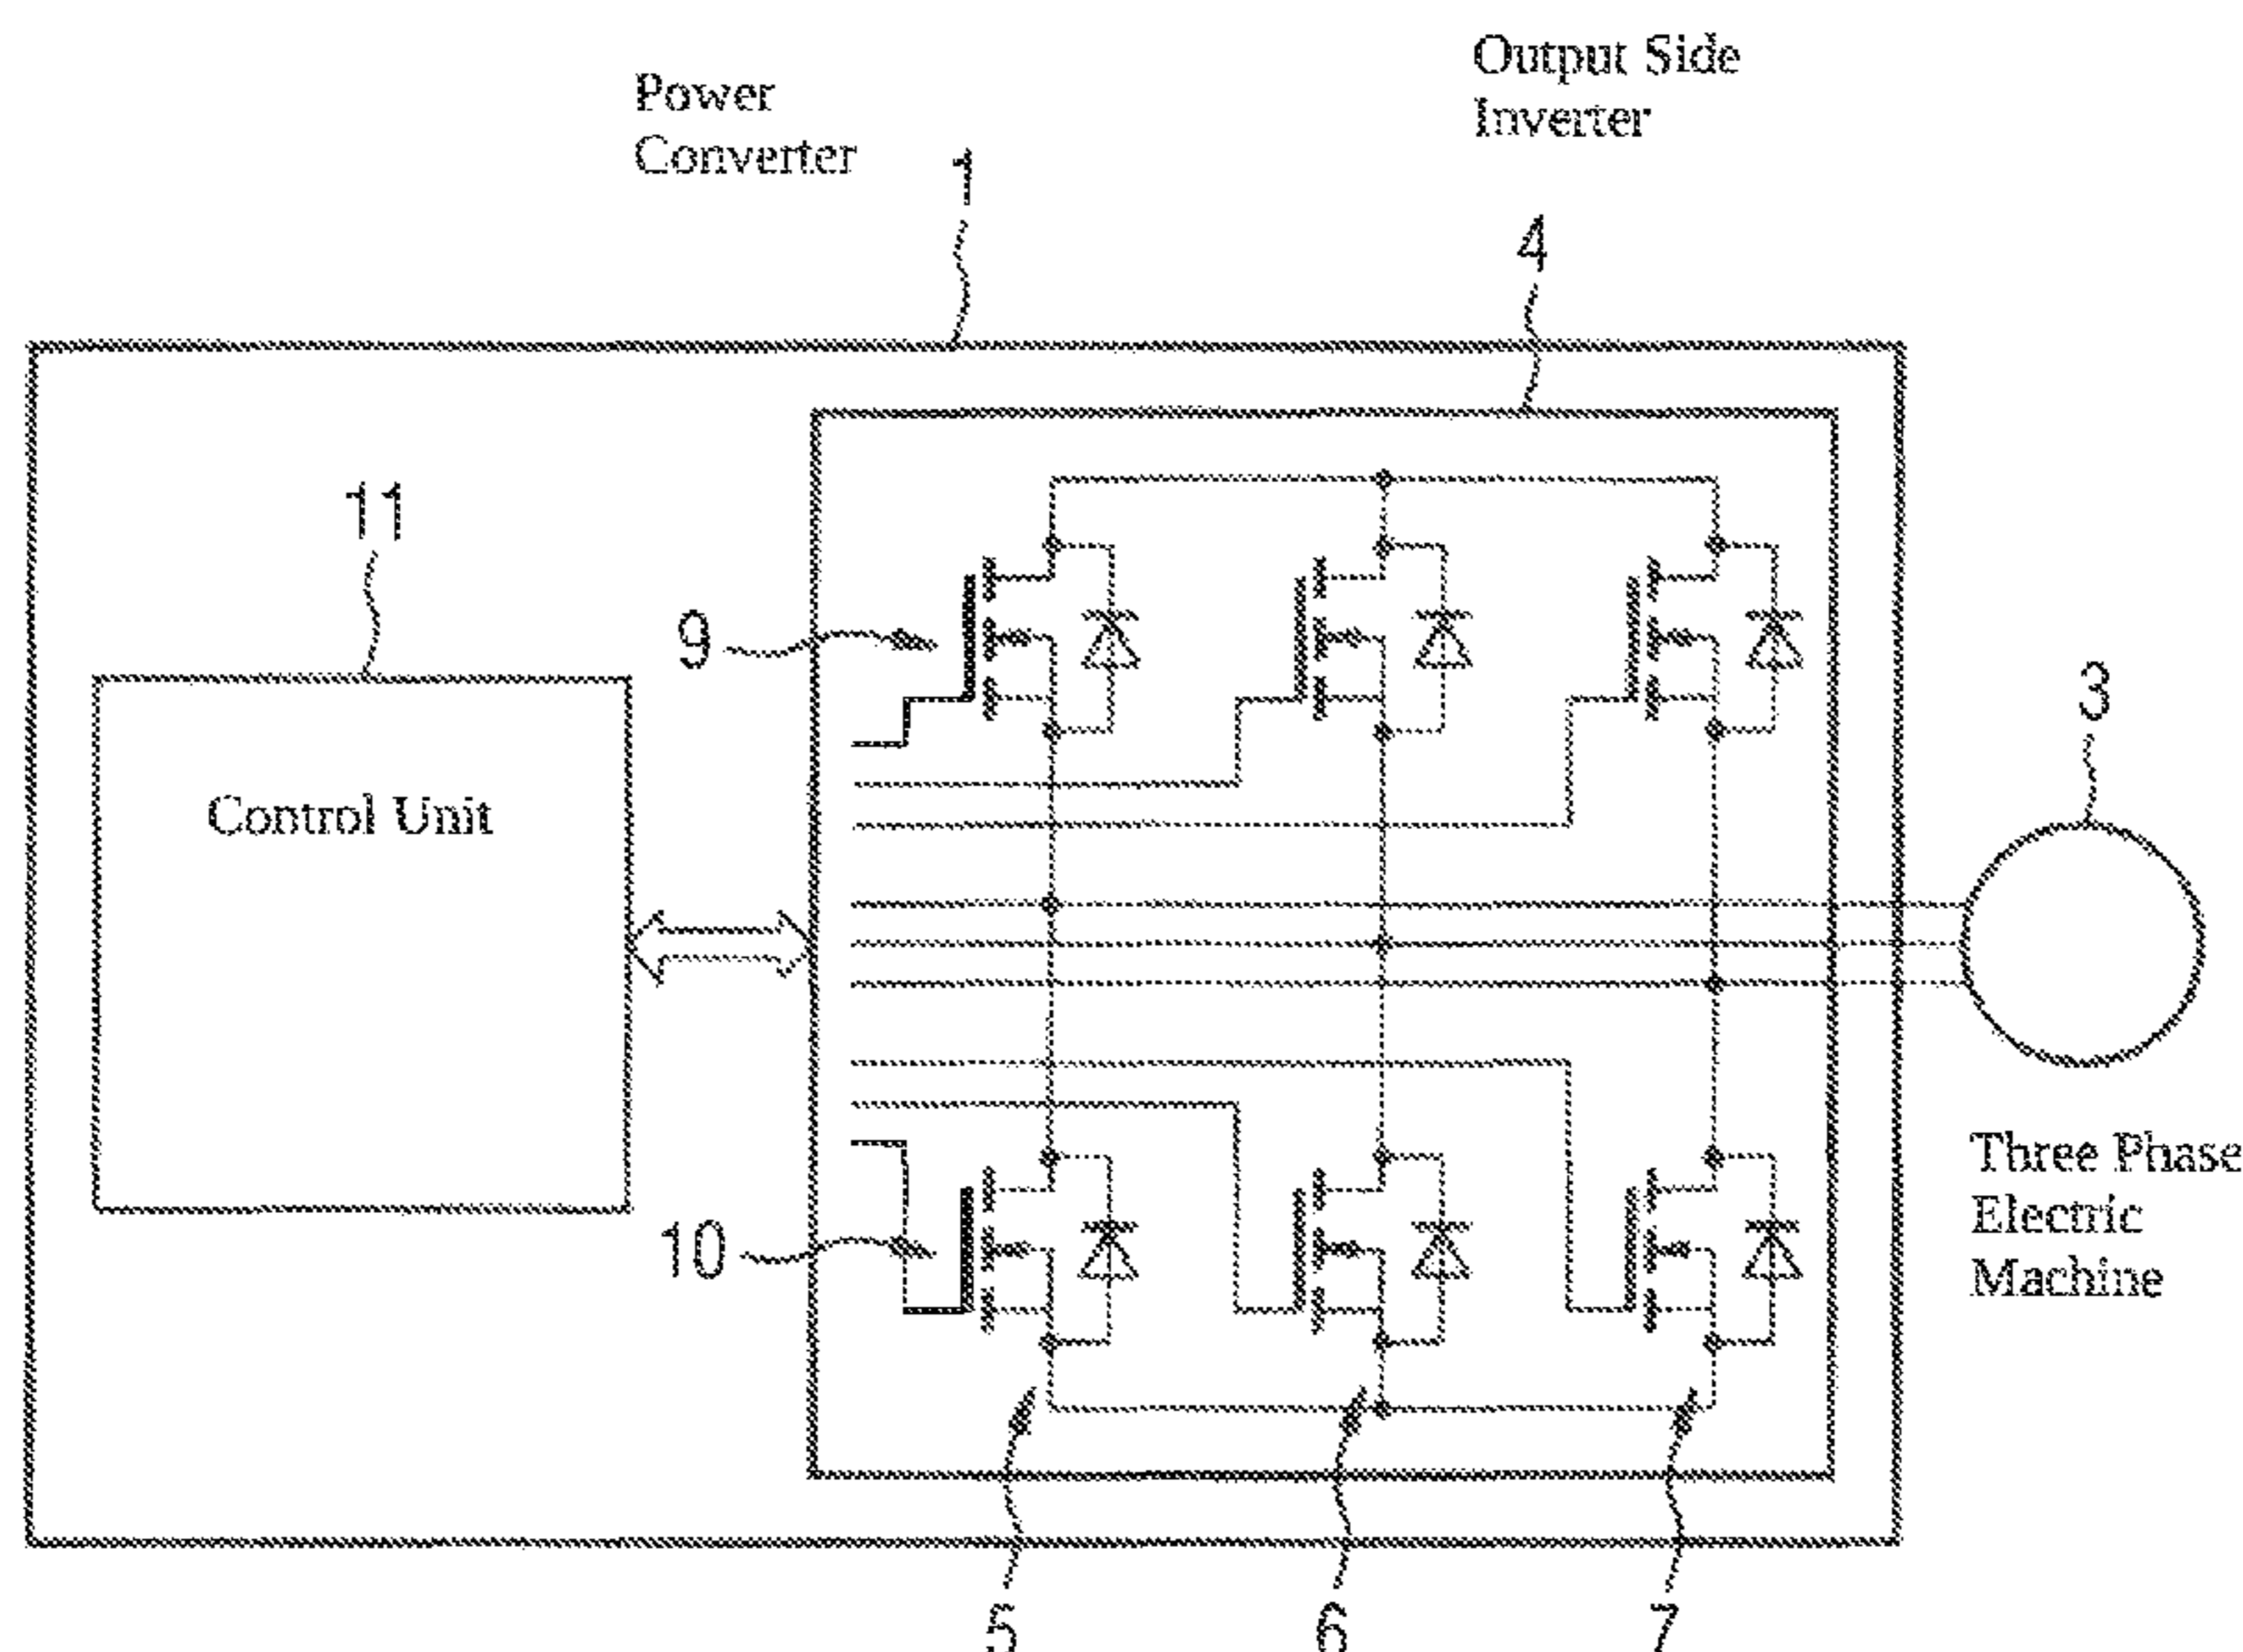 Output Side
Inverter
Power
Converter
1
4
11
9
3
Control Unit
10
Three Phase
Electric
Machine
5
6
7